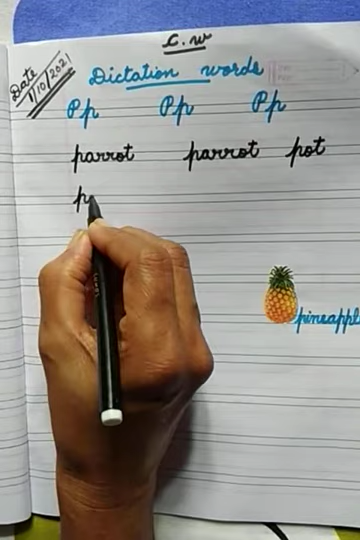 C.W
Date
1/10/2021
Dictation words
Pp Pp Pp
parrot parrot pot
p
pineapple